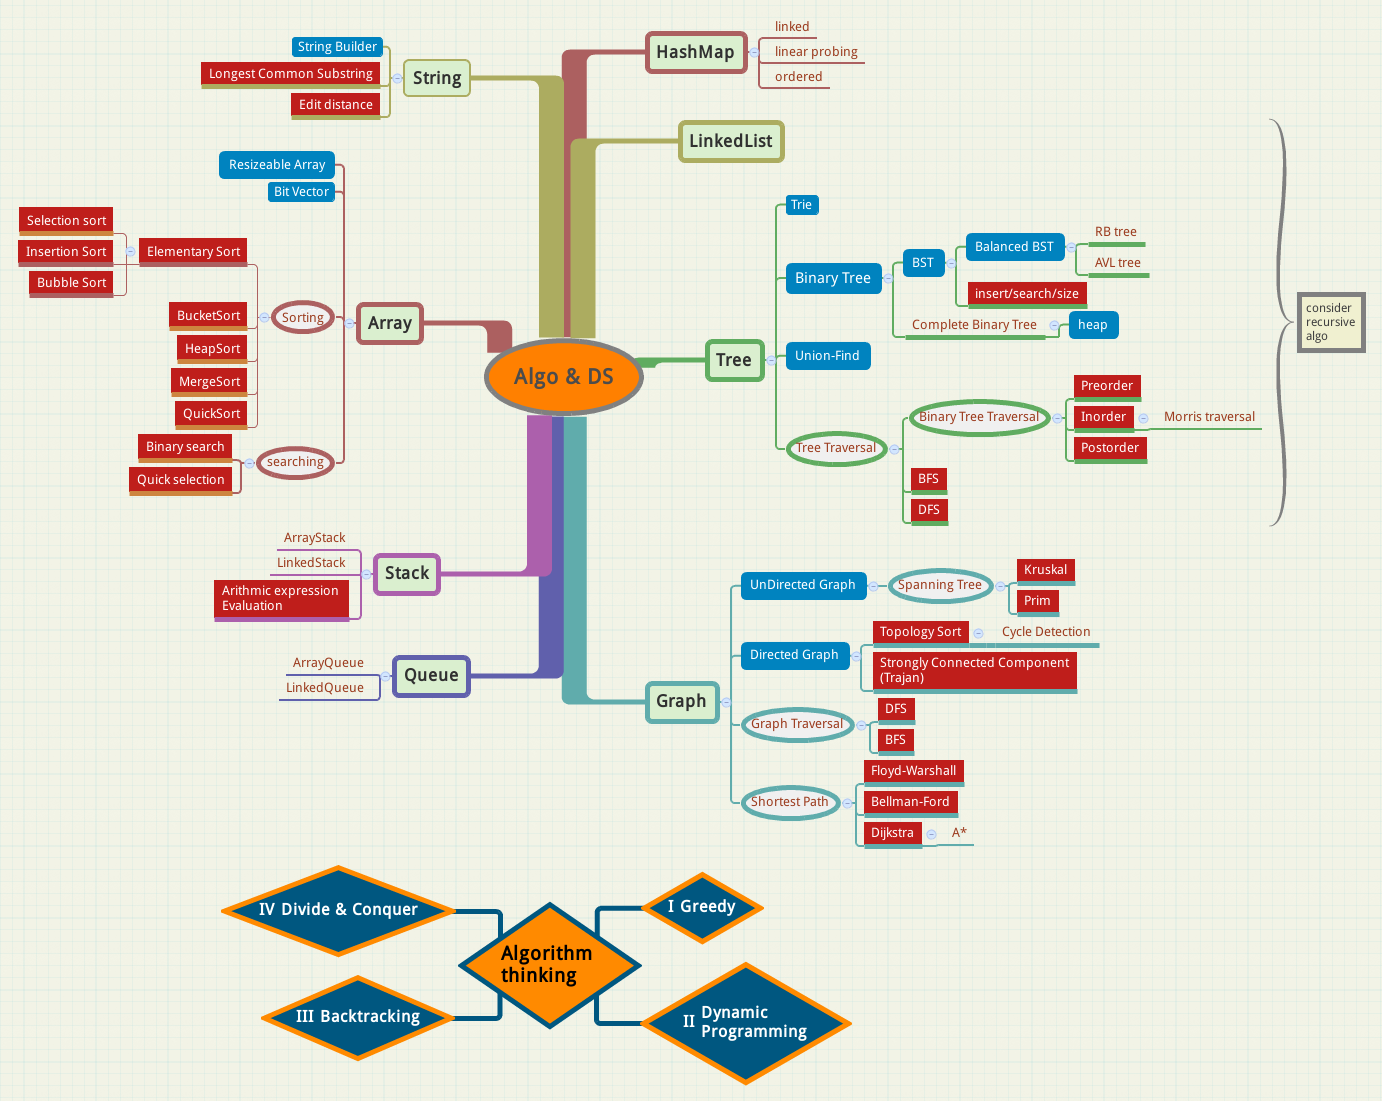 String Builder
Longest Common Substring
Edit distance
String
HashMap
linked
linear probing
ordered
LinkedList
Resizeable Array
Bit Vector
Selection sort
Insertion Sort
Bubble Sort
Elementary Sort
BucketSort
HeapSort
MergeSort
QuickSort
Sorting
Array
Binary search
Quick selection
searching
Algo & DS
Tree
Trie
Binary Tree
BST
Balanced BST
RB tree
AVL tree
insert/search/size
Complete Binary Tree
heap
Union-Find
Tree Traversal
Binary Tree Traversal
Preorder
Inorder
Morris traversal
Postorder
BFS
DFS
consider
recursive
algo
ArrayStack
LinkedStack
Arithmic expression
Evaluation
Stack
ArrayQueue
LinkedQueue
Queue
Graph
UnDirected Graph
Spanning Tree
Kruskal
Prim
Directed Graph
Topology Sort
Cycle Detection
Strongly Connected Component
(Trajan)
Graph Traversal
DFS
BFS
Shortest Path
Floyd-Warshall
Bellman-Ford
Dijkstra
A*
IV Divide & Conquer
I Greedy
Algorithm
thinking
III Backtracking
II Dynamic
Programming